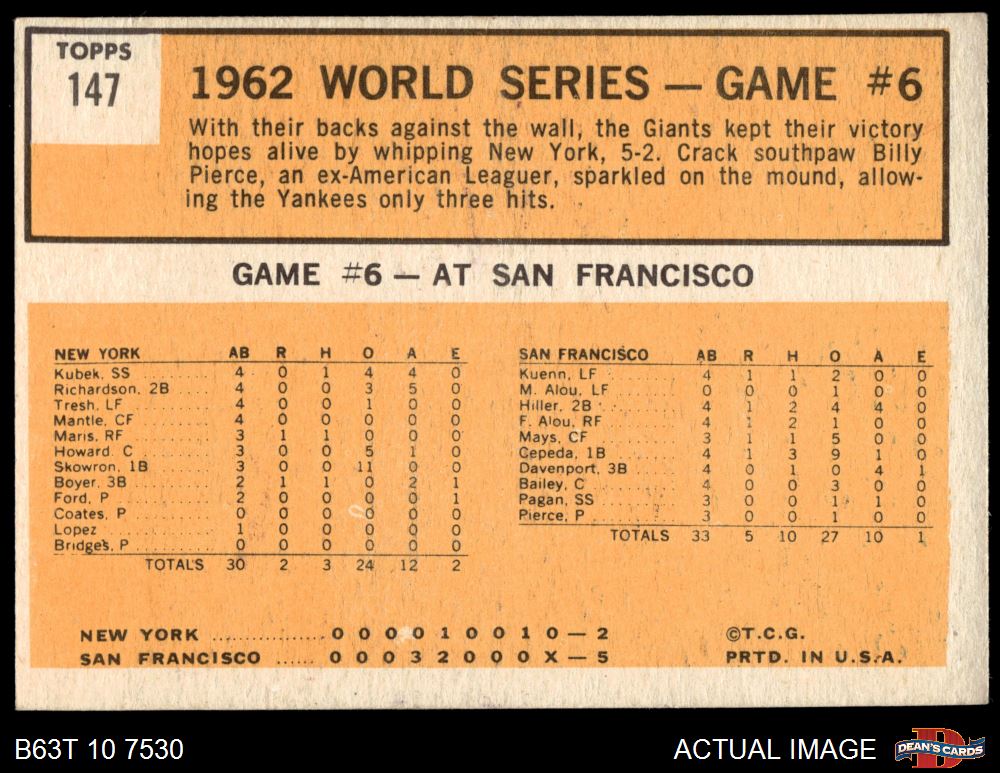 TOPPS
147
1962 WORLD SERIES — GAME #6
With their backs against the wall, the Giants kept their victory
hopes alive by whipping New York, 5-2. Crack southpaw Billy
Pierce, an ex-American Leaguer, sparkled on the mound, allow-
ing the Yankees only three hits.
GAME #6 — AT SAN FRANCISCO
NEW YORK AB R H O A E
Kubek, SS 4 0 1 4 4 0
Richardson, 2B 4 0 0 3 5 0
Tresh, LF 4 0 0 1 0 0
Mantle, CF 4 0 0 0 0 0
Maris, RF 3 1 1 0 0 0
Howard, C 3 0 0 5 1 0
Skowron, 1B 3 0 0 11 0 0
Boyer, 3B 2 1 1 0 2 1
Ford, P 2 0 0 0 0 1
Coates, P 0 0 0 0 0 0
Lopez 1 0 0 0 0 0
Bridges, P 0 0 0 0 0 0
TOTALS 30 2 3 24 12 2
SAN FRANCISCO AB R H O A E
Kuenn, LF 4 1 1 2 0 0
M. Alou, LF 0 0 0 1 0 0
Hiller, 2B 4 1 2 4 4 0
F. Alou, RF 4 1 2 1 0 0
Mays, CF 3 1 1 5 0 0
Cepeda, 1B 4 1 3 9 1 0
Davenport, 3B 4 0 1 0 4 1
Bailey, C 4 0 0 3 0 0
Pagan, SS 3 0 0 1 1 0
Pierce, P 3 0 0 1 0 0
TOTALS 33 5 10 27 10 1
NEW YORK ............... 0 0 0 0 1 0 0 1 0 — 2
SAN FRANCISCO ...... 0 0 0 3 2 0 0 0 X — 5
©T.C.G.
PRTD. IN U.S.A.
B63T 10 7530
ACTUAL IMAGE
D
DEAN'S CARDS